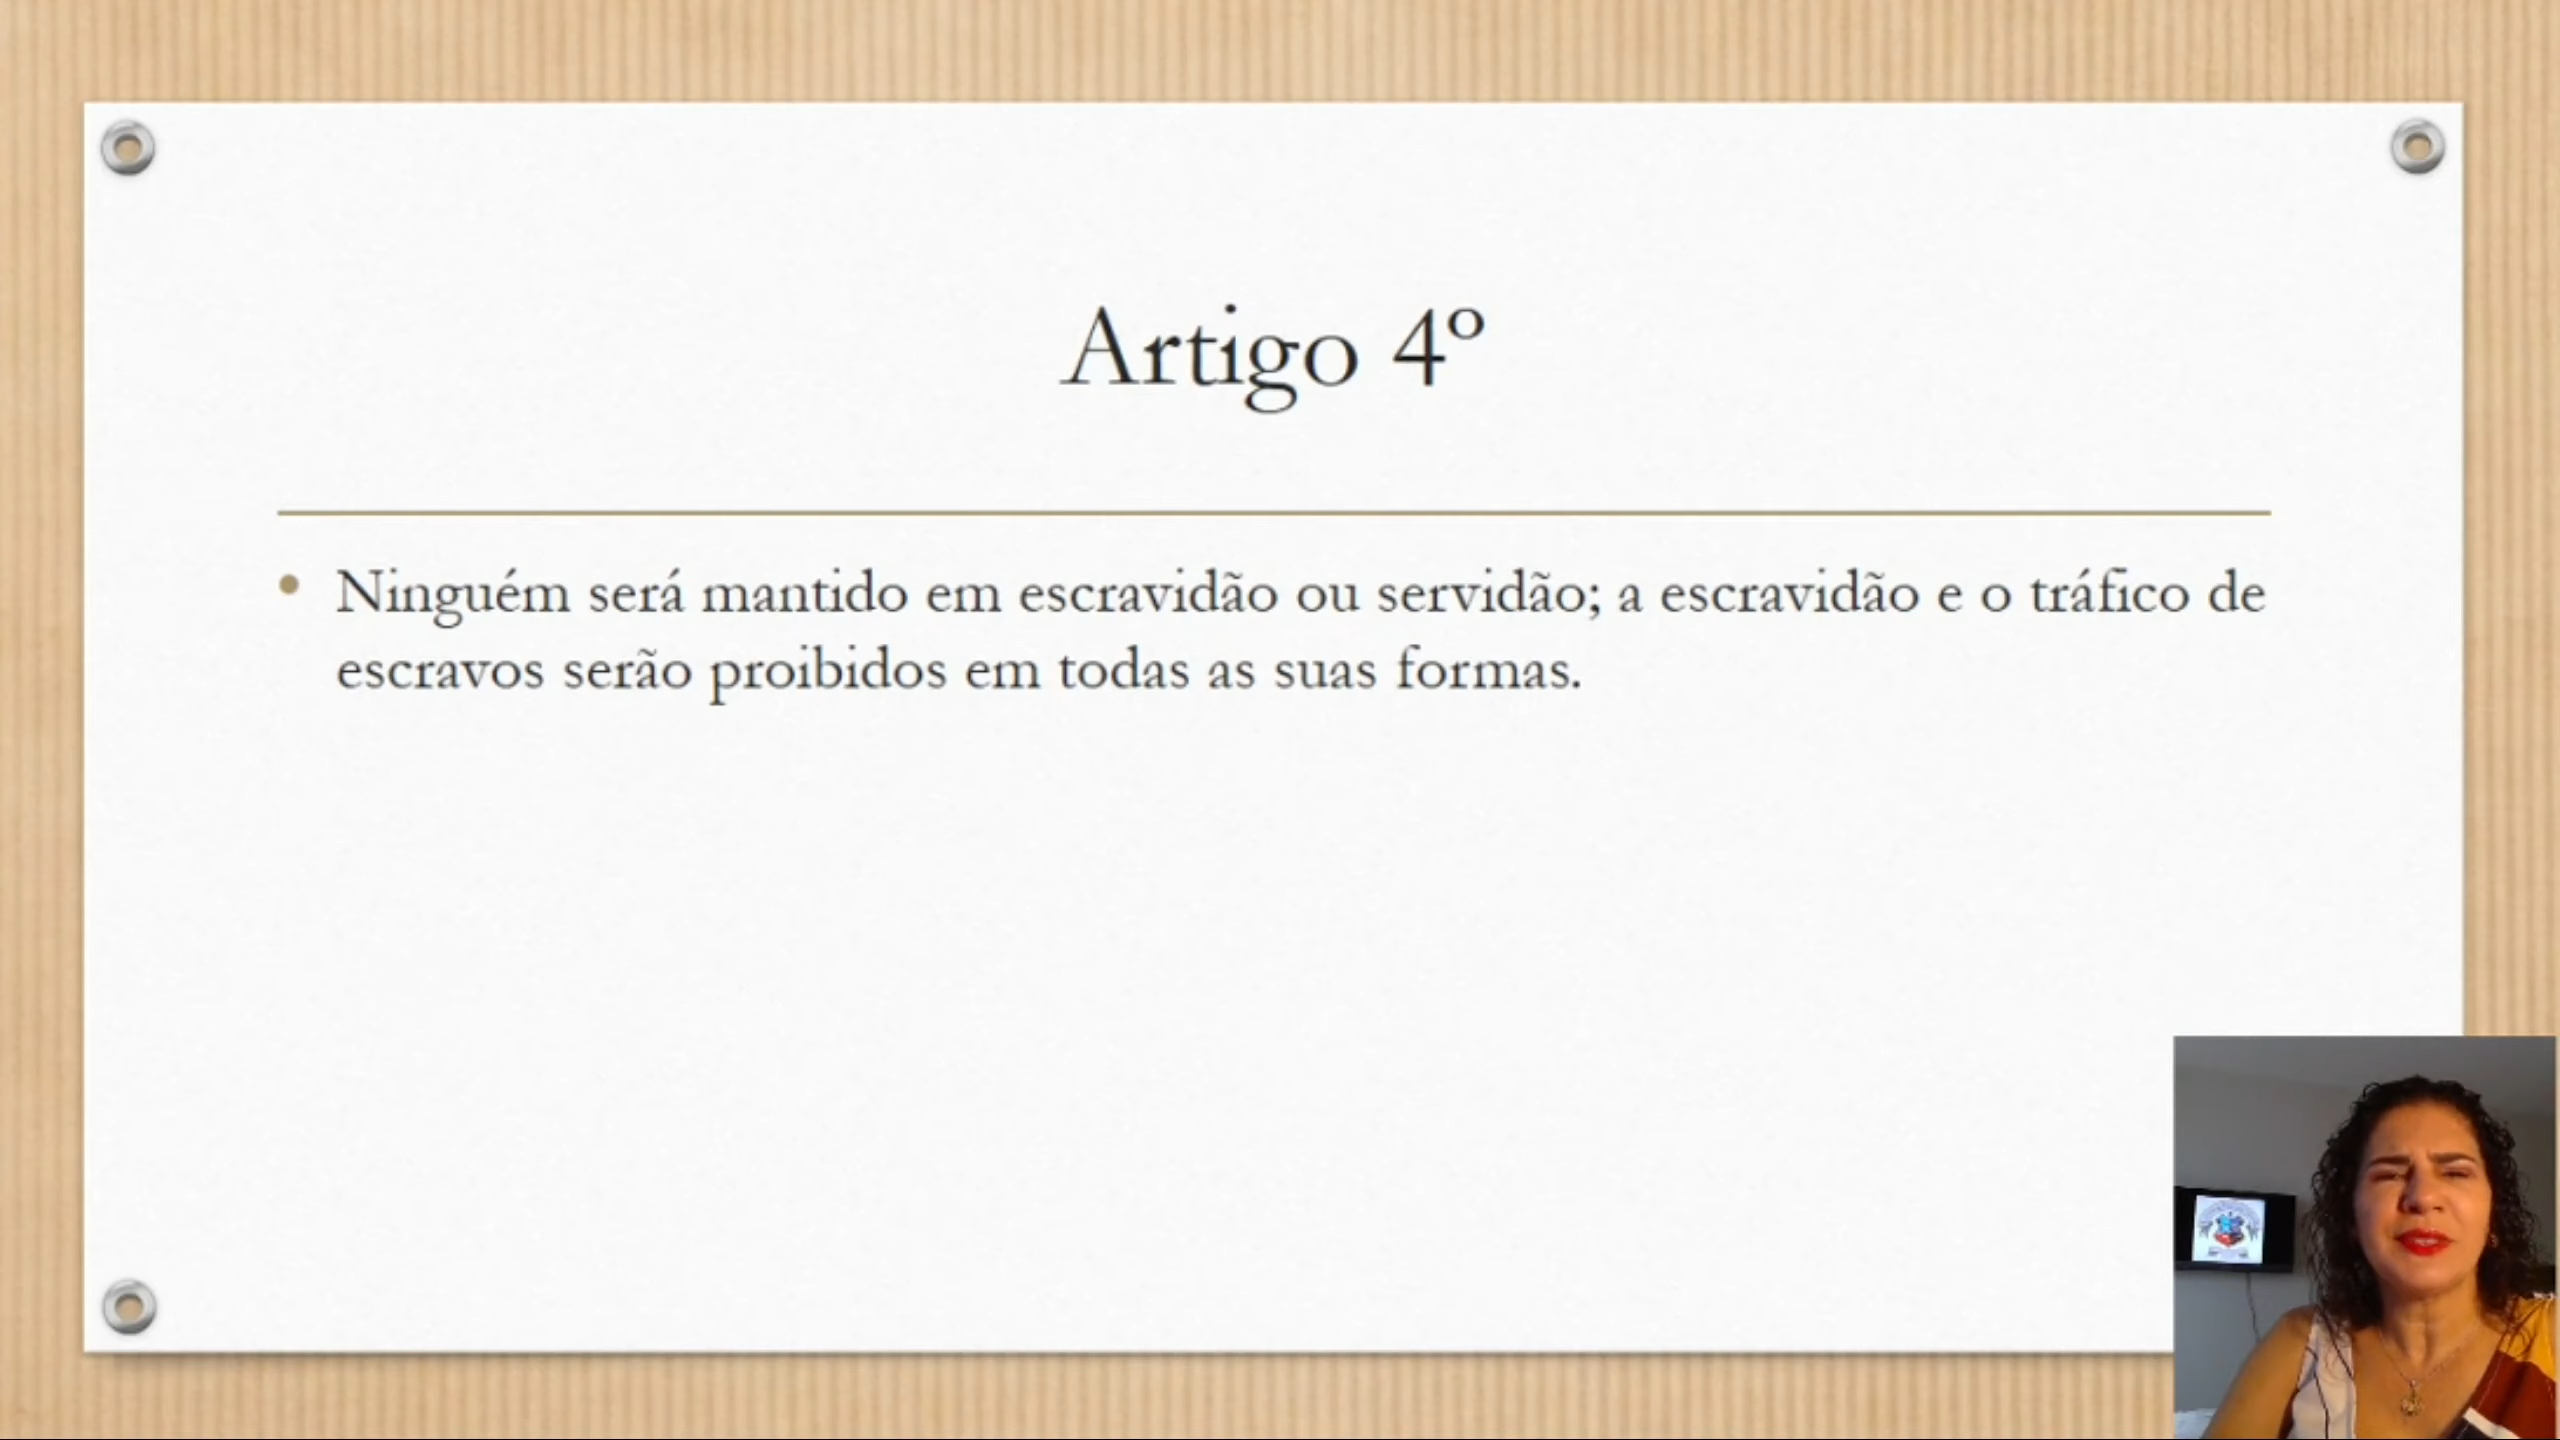 Artigo 4º
Ninguém será mantido em escravidão ou servidão; a escravidão e o tráfico de
escravos serão proibidos em todas as suas formas.